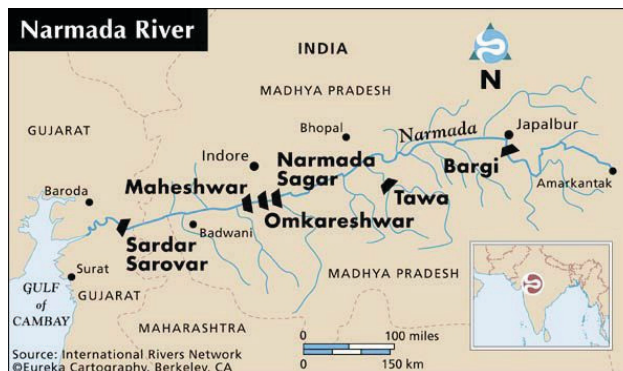 Narmada River
INDIA
N
MADHYA PRADESH
GUJARAT
Bhopal
Narmada
Japalbur
Indore
Narmada
Sagar
Bargi
Baroda
Maheshwar
Tawa
Amarkantak
Omkareshwar
Badwani
Sardar
Sarovar
Surat
MADHYA PRADESH
GULF
of
CAMBAY
GUJARAT
MAHARASHTRA
0
100 miles
0
150 km
Source: International Rivers Network
©Eureka Cartography, Berkeley, CA